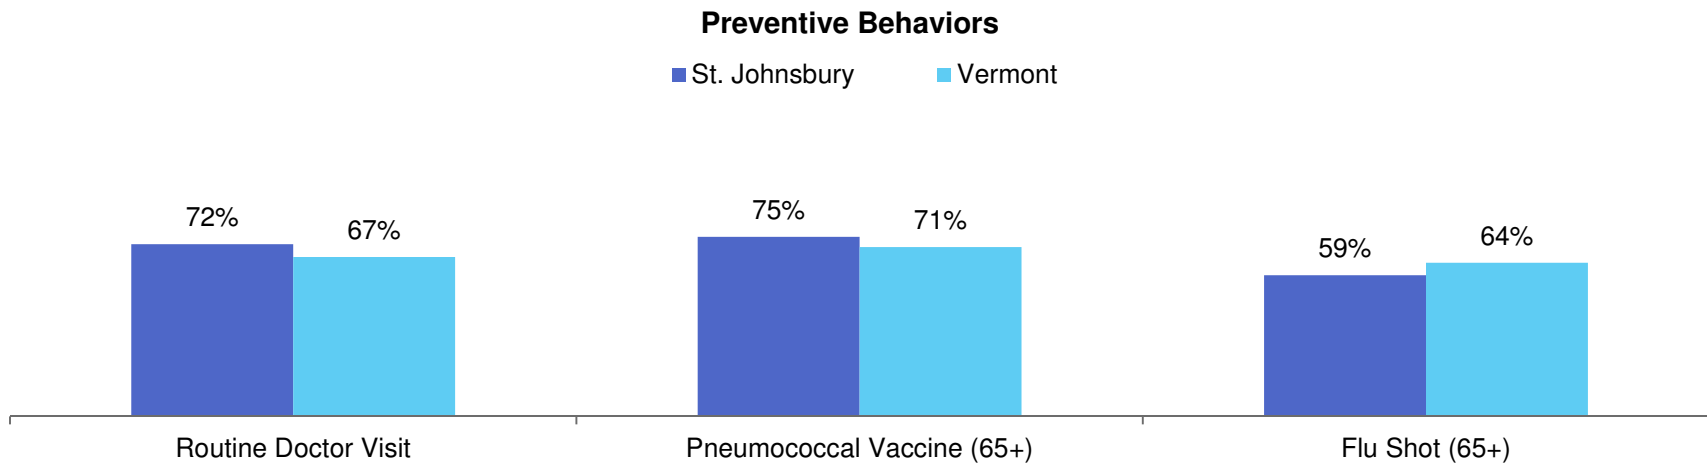 Preventive Behaviors
St. Johnsbury Vermont
72% 67% 75% 71% 59% 64%
Routine Doctor Visit Pneumococcal Vaccine (65+) Flu Shot (65+)